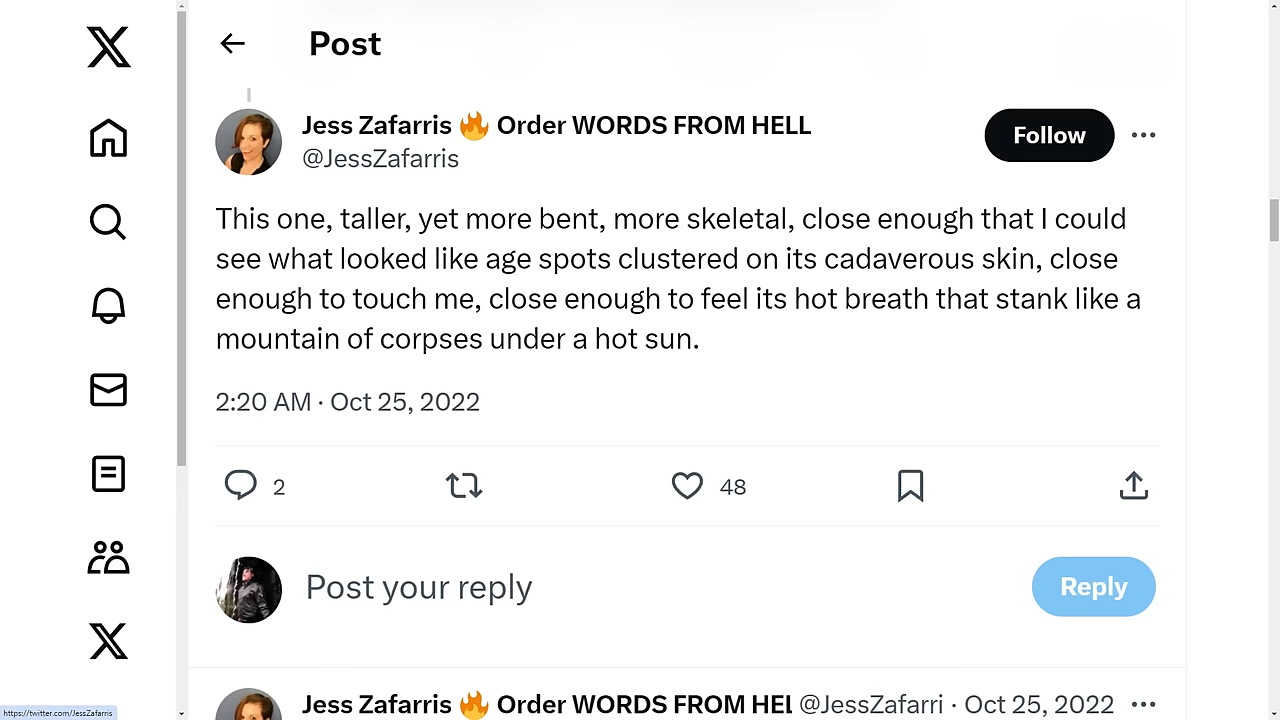 Post
Jess Zafarris 🔥 Order WORDS FROM HELL
@JessZafarris
Follow
This one, taller, yet more bent, more skeletal, close enough that I could
see what looked like age spots clustered on its cadaverous skin, close
enough to touch me, close enough to feel its hot breath that stank like a
mountain of corpses under a hot sun.
2:20 AM · Oct 25, 2022
2
48
Post your reply
Reply
Jess Zafarris 🔥 Order WORDS FROM HEL @JessZafarri · Oct 25, 2022
https://twitter.com/JessZafarris